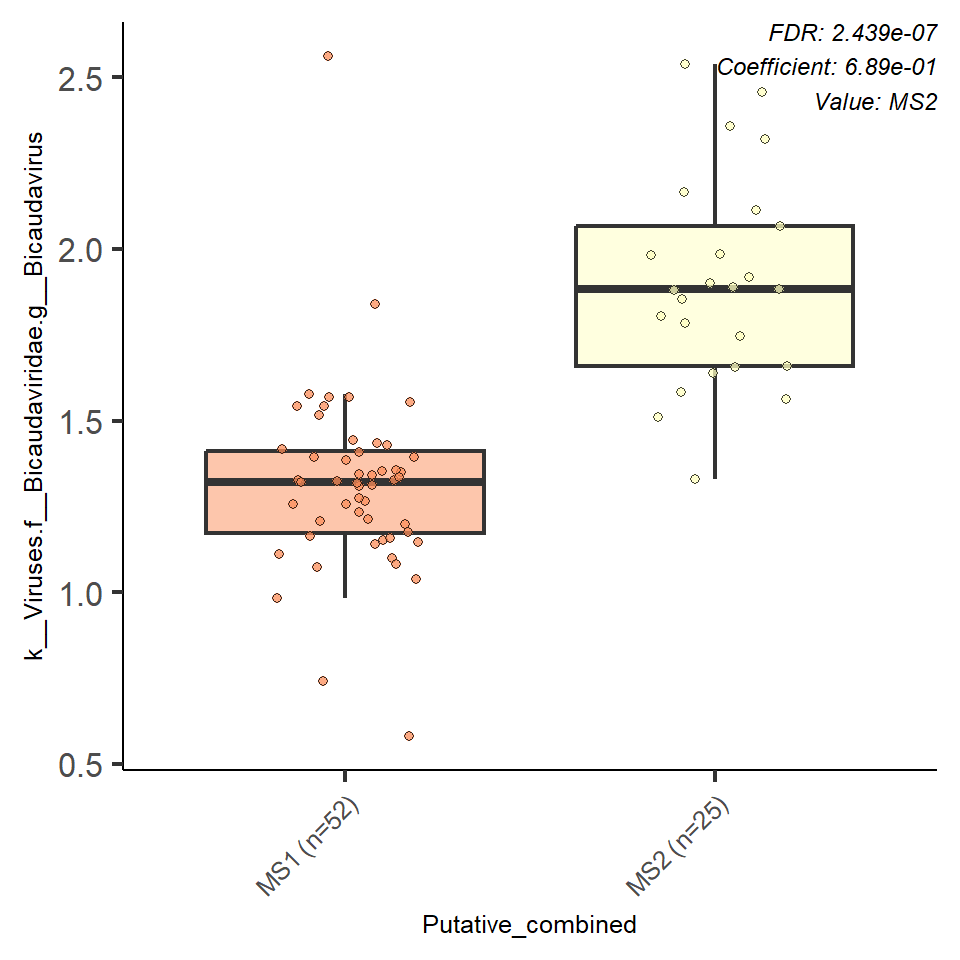 FDR: 2.439e-07
Coefficient: 6.89e-01
Value: MS2
k__Viruses.f__Bicaudaviridae.g__Bicaudavirus
2.5
2.0
1.5
1.0
0.5
MS1 (n=52)
MS2 (n=25)
Putative_combined